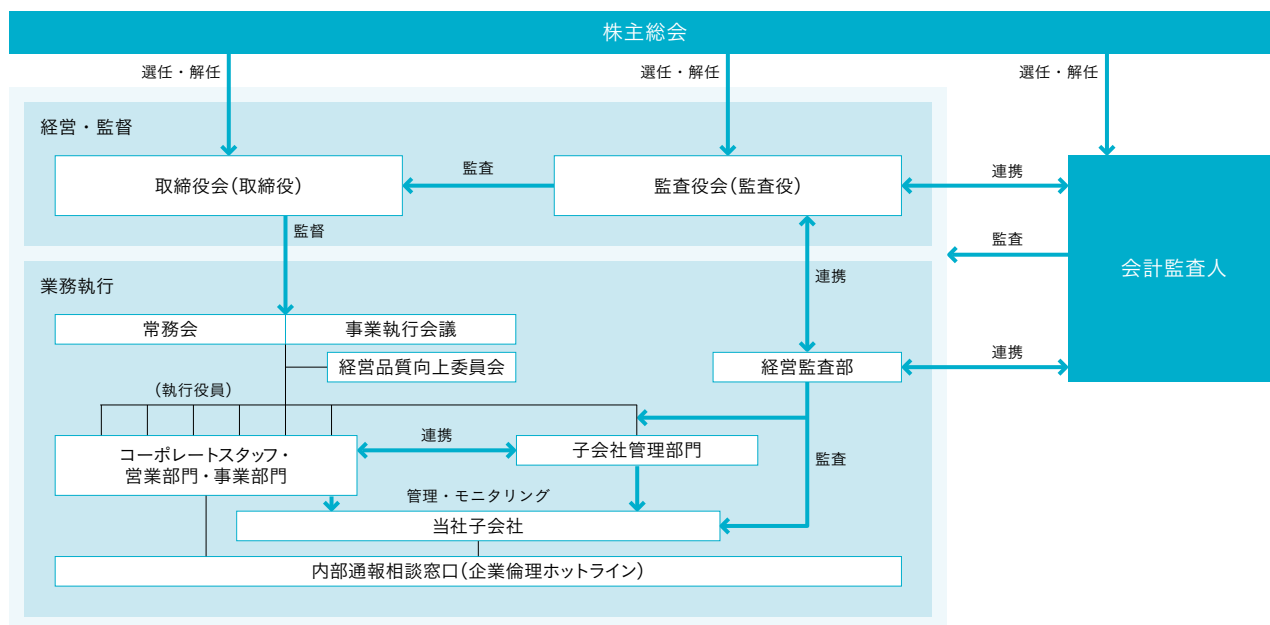 株主総会
選任・解任
選任・解任
選任・解任
経営・監督
取締役会(取締役)
監査
監査役会(監査役)
連携
監督
監査
会計監査人
業務執行
連携
常務会
事業執行会議
経営品質向上委員会
経営監査部
連携
(執行役員)
コーポレートスタッフ・
営業部門・事業部門
連携
子会社管理部門
監査
管理・モニタリング
当社子会社
内部通報相談窓口(企業倫理ホットライン)